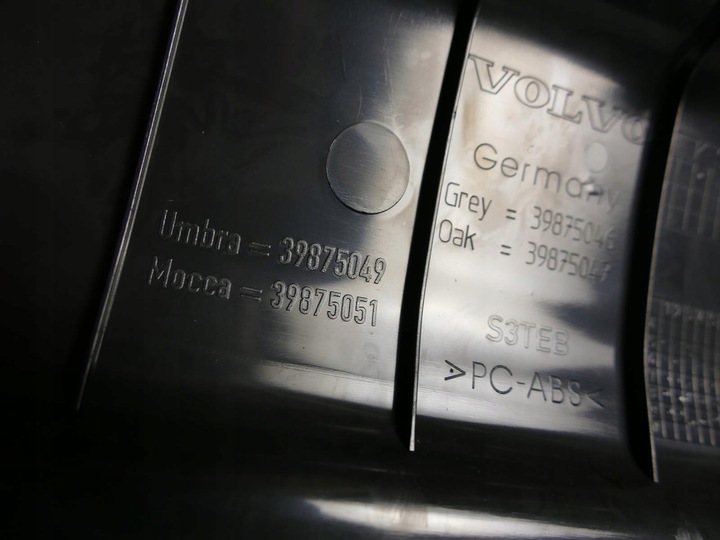 VOLVO
Germany
Grey = 39875046
Oak = 39875047
Umbra = 39875049
Mocca = 39875051
S3TEB
>PC-ABS<